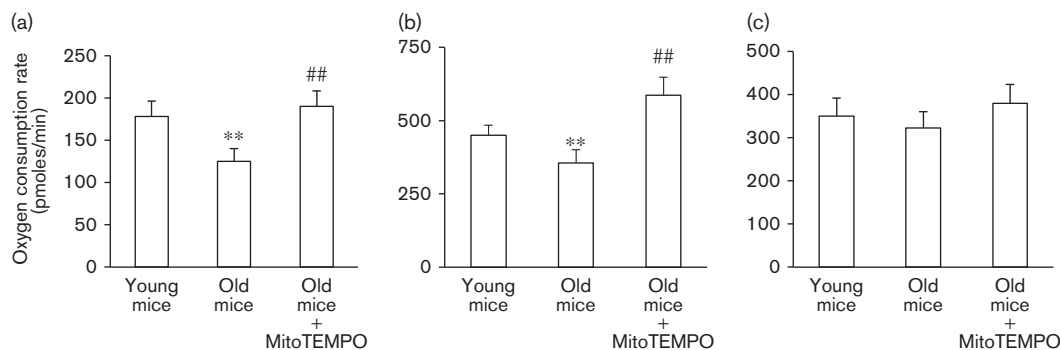 (a)
Oxygen consumption rate
(pmoles/min)
250
200
150
100
50
0
**
##
Young
mice
Old
mice
Old
mice
+
MitoTEMPO
(b)
750
500
250
0
**
##
Young
mice
Old
mice
Old
mice
+
MitoTEMPO
(c)
500
400
300
200
100
0
Young
mice
Old
mice
Old
mice
+
MitoTEMPO